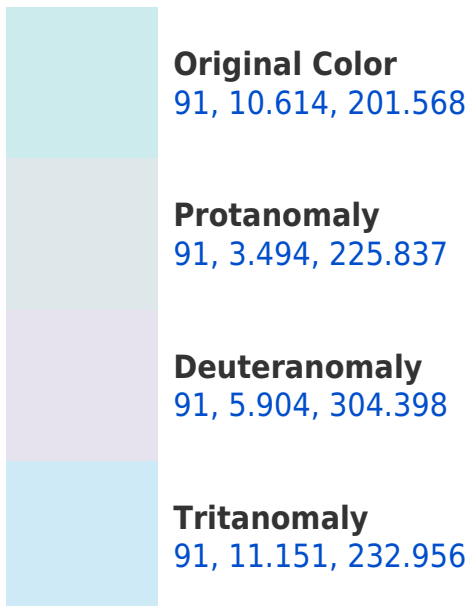 Original Color
91, 10.614, 201.568
Protanomaly
91, 3.494, 225.837
Deuteranomaly
91, 5.904, 304.398
Tritanomaly
91, 11.151, 232.956